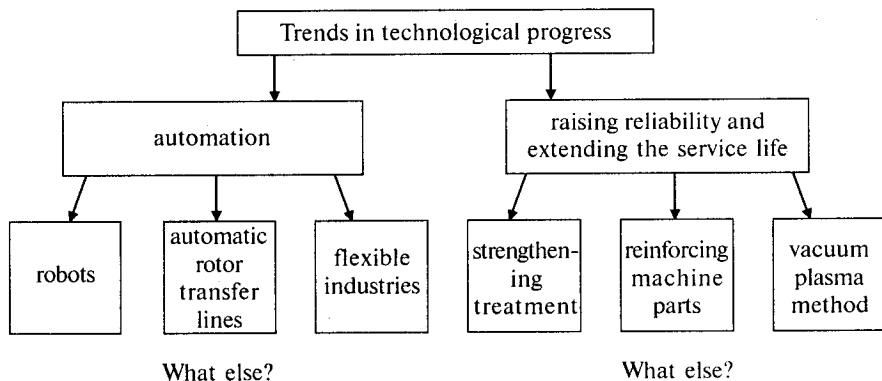 Trends in technological progress
automation
raising reliability and
extending the service life
robots
automatic
rotor
transfer
lines
flexible
industries
strengthen-
ing
treatment
reinforcing
machine
parts
vacuum
plasma
method
What else?
What else?